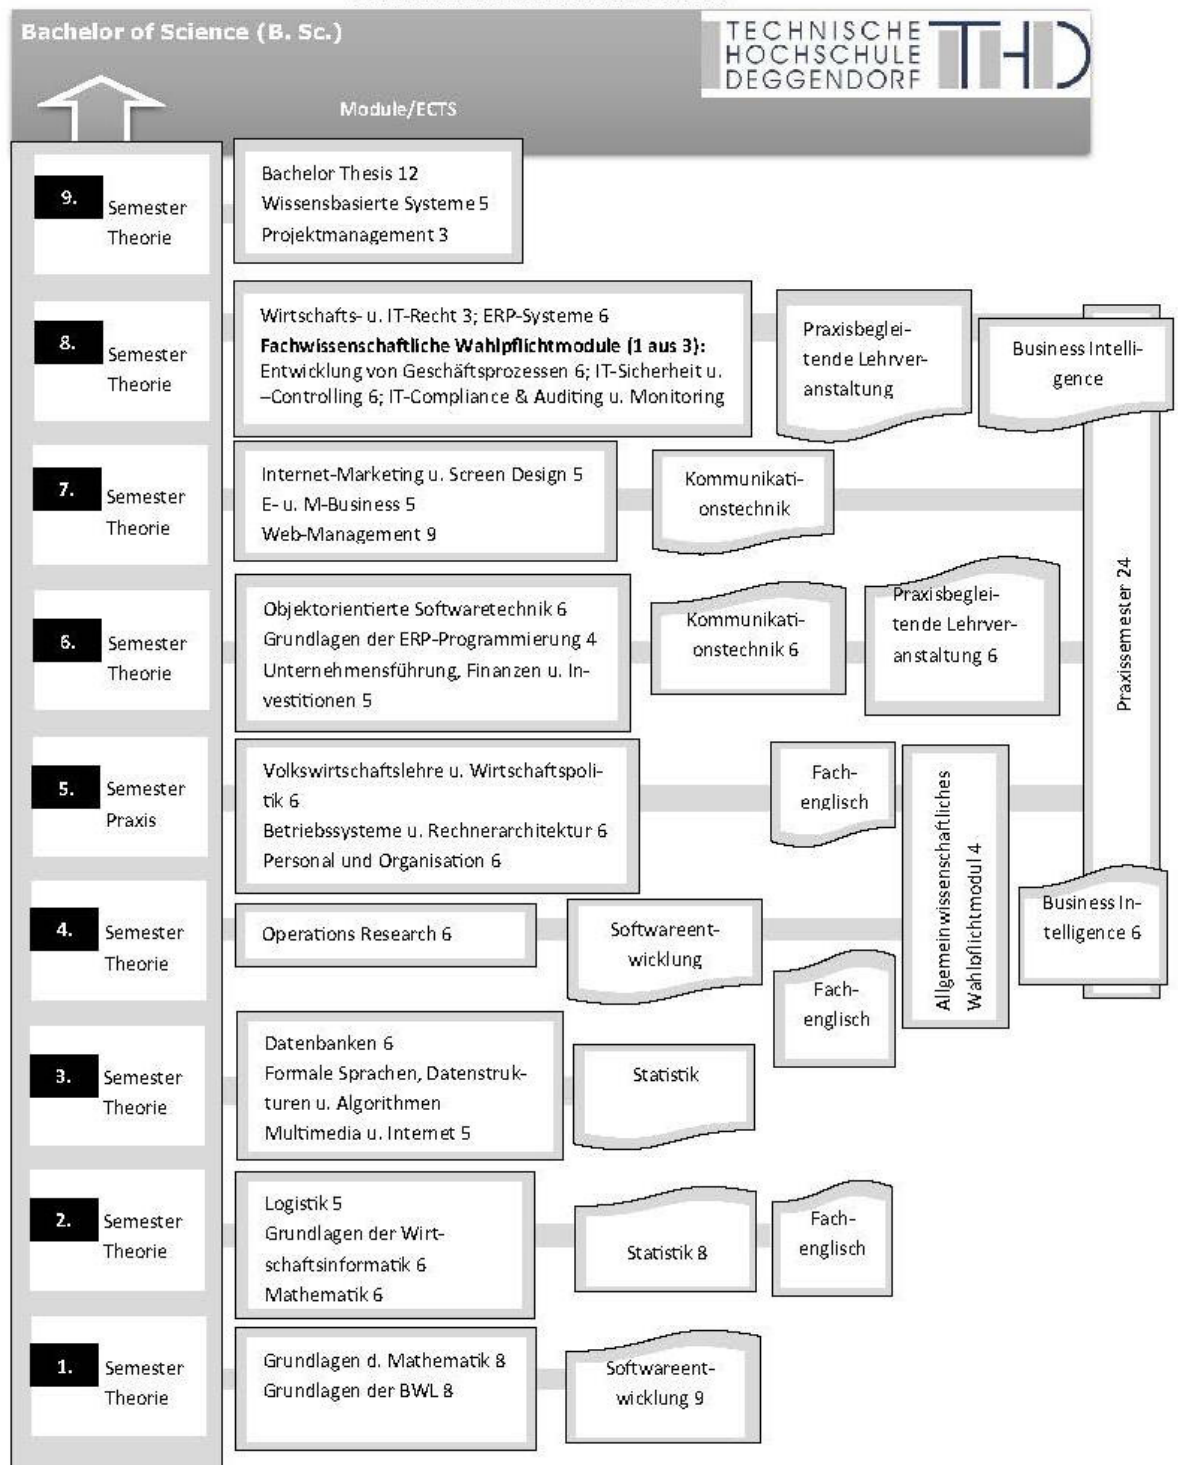 Bachelor of Science (B. Sc.)
TECHNISCHE
HOCHSCHULE
DEGGENDORF
THD
Module/ECTS
9.
Semester
Theorie
Bachelor Thesis 12
Wissensbasierte Systeme 5
Projektmanagement 3
8.
Semester
Theorie
Wirtschafts- u. IT-Recht 3; ERP-Systeme 6
Fachwissenschaftliche Wahlpflichtmodule (1 aus 3):
Entwicklung von Geschäftsprozessen 6; IT-Sicherheit u.
–Controlling 6; IT-Compliance & Auditing u. Monitoring
Praxisbeglei-
tende Lehrver-
anstaltung
Business Intelli-
gence
7.
Semester
Theorie
Internet-Marketing u. Screen Design 5
E- u. M-Business 5
Web-Management 9
Kommunikati-
onstechnik
6.
Semester
Theorie
Objektorientierte Softwaretechnik 6
Grundlagen der ERP-Programmierung 4
Unternehmensführung, Finanzen u. In-
vestitionen 5
Kommunikati-
onstechnik 6
Praxisbeglei-
tende Lehrver-
anstaltung 6
Praxissemester 24
5.
Semester
Praxis
Volkswirtschaftslehre u. Wirtschaftspoli-
tik 6
Betriebssysteme u. Rechnerarchitektur 6
Personal und Organisation 6
Fach-
englisch
Allgemeinwissenschaftliches
Wahlpflichtmodul 4
4.
Semester
Theorie
Operations Research 6
Softwareent-
wicklung
Fach-
englisch
Business In-
telligence 6
3.
Semester
Theorie
Datenbanken 6
Formale Sprachen, Datenstruk-
turen u. Algorithmen
Multimedia u. Internet 5
Statistik
2.
Semester
Theorie
Logistik 5
Grundlagen der Wirt-
schaftsinformatik 6
Mathematik 6
Statistik 8
Fach-
englisch
1.
Semester
Theorie
Grundlagen d. Mathematik 8
Grundlagen der BWL 8
Softwareent-
wicklung 9